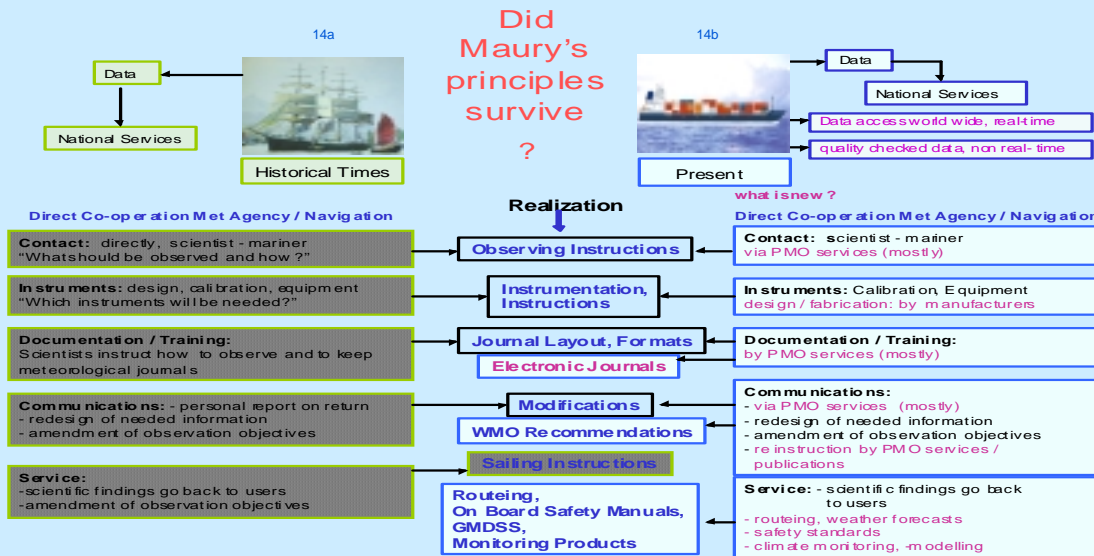 Did
Maury's
principles
survive
?
14a
Data
National Services
Historical Times
14b
Data
National Services
Data access world wide, real-time
quality checked data, non real-time
Present
what is new ?
Direct Co-operation Met Agency / Navigation
Realization
Direct Co-operation Met Agency / Navigation
Contact: directly, scientist - mariner
"What should be observed and how ?"
Observing Instructions
Contact: scientist - mariner
via PMO services (mostly)
Instruments: design, calibration, equipment
"Which instruments will be needed?"
Instrumentation,
Instructions
Instruments: Calibration, Equipment
design / fabrication: by manufacturers
Documentation / Training:
Scientists instruct how to observe and to keep
meteorological journals
Journal Layout, Formats
Electronic Journals
Documentation / Training:
by PMO services (mostly)
Communications: - personal report on return
- redesign of needed information
- amendment of observation objectives
Modifications
WMO Recommendations
Communications:
- via PMO services (mostly)
- redesign of needed information
- amendment of observation objectives
- reinstruction by PMO services /
publications
Service:
-scientific findings go back to users
-amendment of observation objectives
Sailing Instructions
Routeing,
On Board Safety Manuals,
GMDSS,
Monitoring Products
Service: - scientific findings go back
to users
- routeing, weather forecasts
- safety standards
- climate monitoring, -modelling